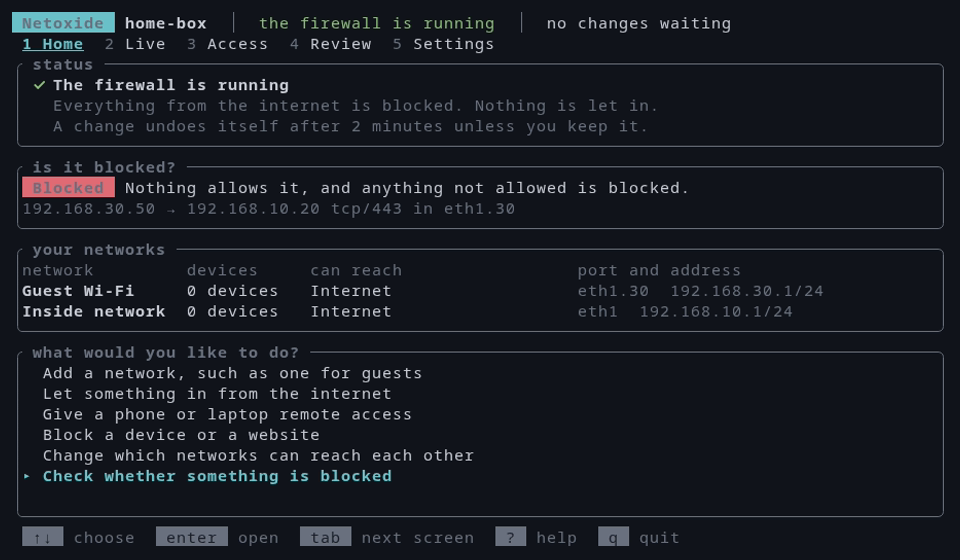 Netoxide home-box │ the firewall is running │ no changes waiting
1 Home 2 Live 3 Access 4 Review 5 Settings
status
✓ The firewall is running
Everything from the internet is blocked. Nothing is let in.
A change undoes itself after 2 minutes unless you keep it.
is it blocked?
Blocked Nothing allows it, and anything not allowed is blocked.
192.168.30.50 → 192.168.10.20 tcp/443 in eth1.30
your networks
network devices can reach port and address
Guest Wi-Fi 0 devices Internet eth1.30 192.168.30.1/24
Inside network 0 devices Internet eth1 192.168.10.1/24
what would you like to do?
Add a network, such as one for guests
Let something in from the internet
Give a phone or laptop remote access
Block a device or a website
Change which networks can reach each other
▸ Check whether something is blocked
↑↓ choose enter open tab next screen ? help q quit